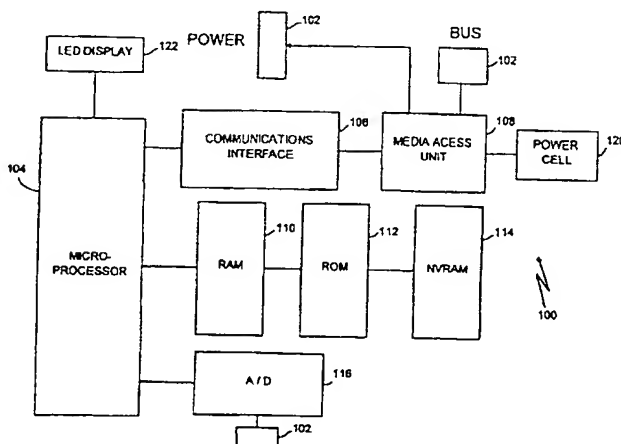 POWER
102
BUS
102
LED DISPLAY
122
106
COMMUNICATIONS
INTERFACE
108
MEDIA ACESS
UNIT
POWER
CELL
120
104
MICRO-
PROCESSOR
110
RAM
112
ROM
114
NVRAM
100
A / D
116
102